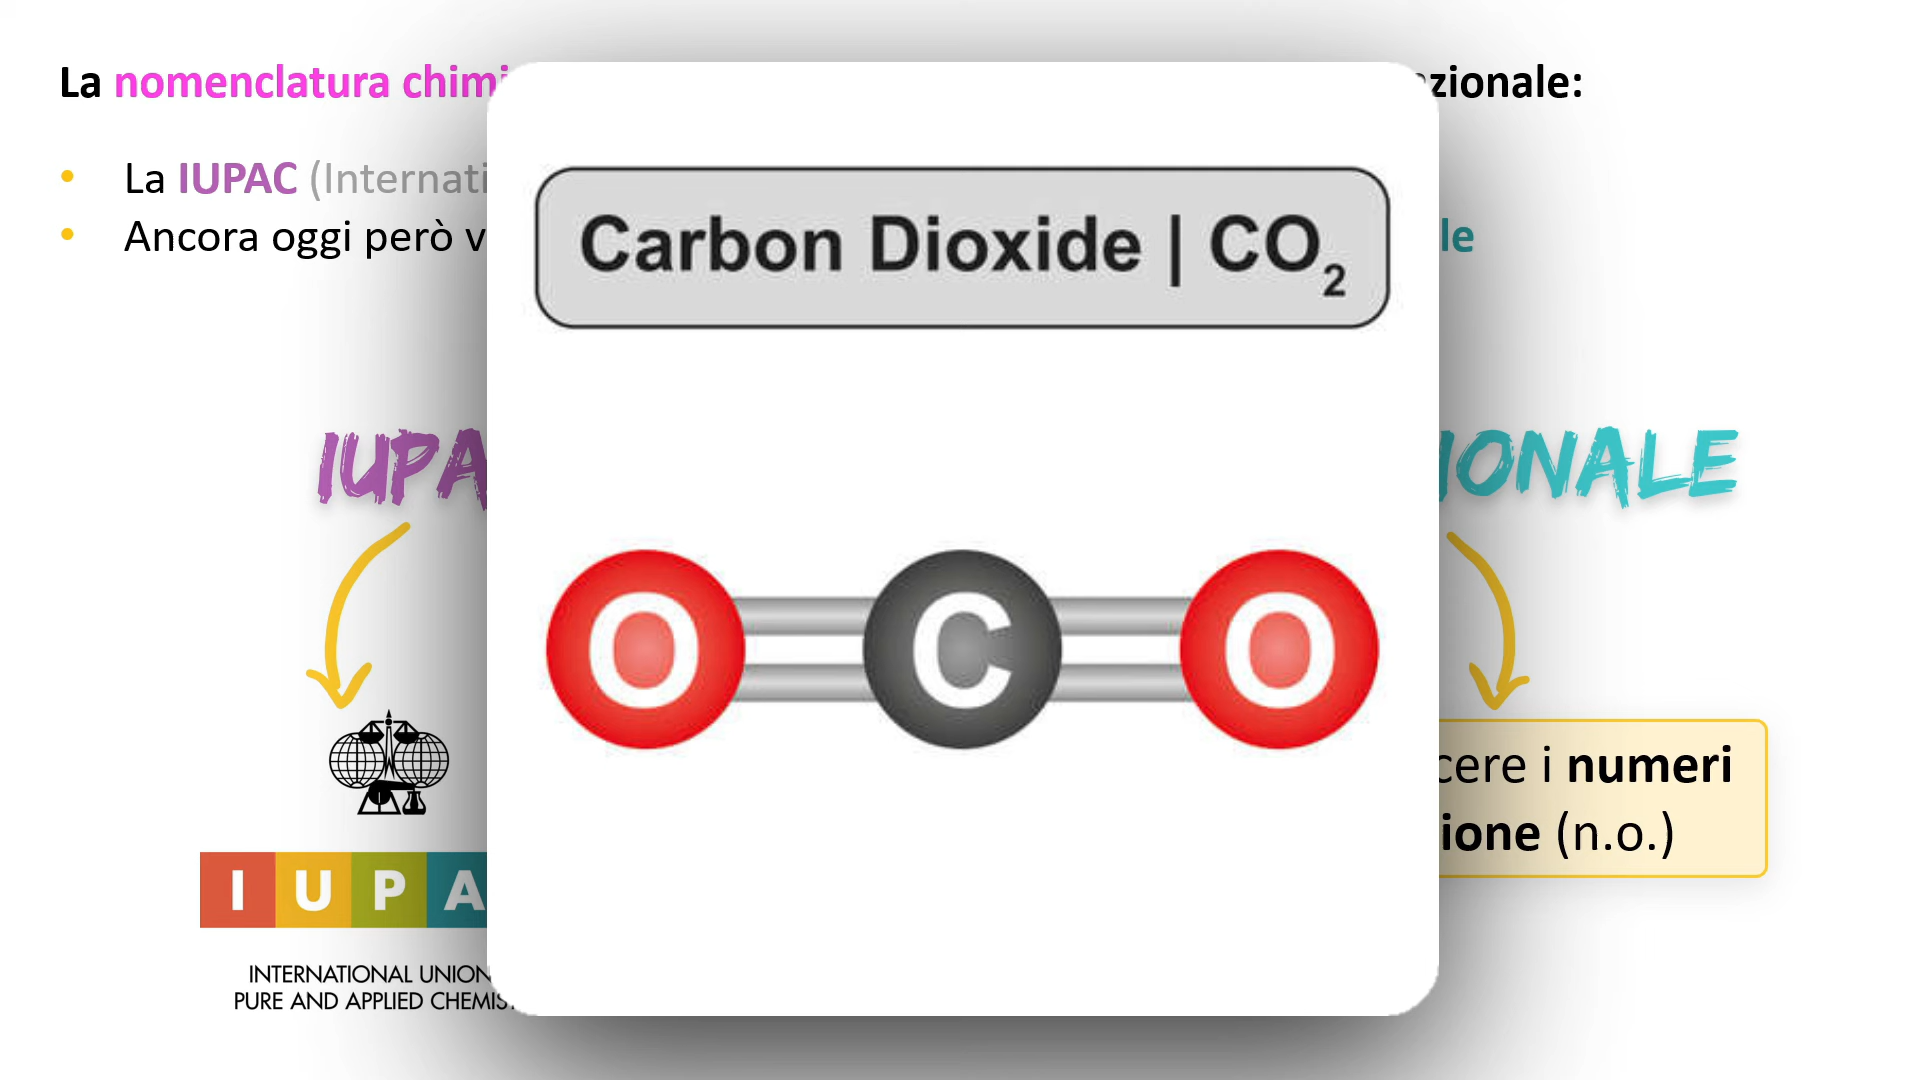 La nomenclatura chimi zionale:
La IUPAC (Internati
Ancora oggi però v le
Carbon Dioxide | CO₂
IUPA IONALE
O C O
cere i numeri
ione (n.o.)
I U P A
INTERNATIONAL UNION
PURE AND APPLIED CHEMIS